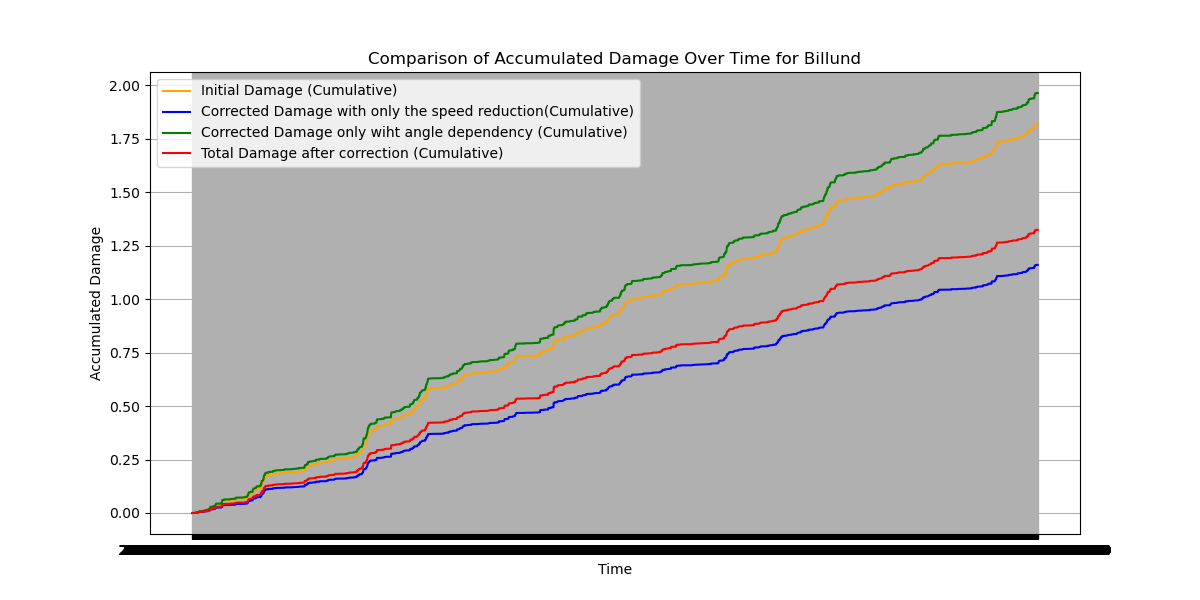 Comparison of Accumulated Damage Over Time for Billund
2.00
1.75
1.50
1.25
1.00
0.75
0.50
0.25
0.00
Accumulated Damage
Initial Damage (Cumulative)
Corrected Damage with only the speed reduction(Cumulative)
Corrected Damage only wiht angle dependency (Cumulative)
Total Damage after correction (Cumulative)
Time